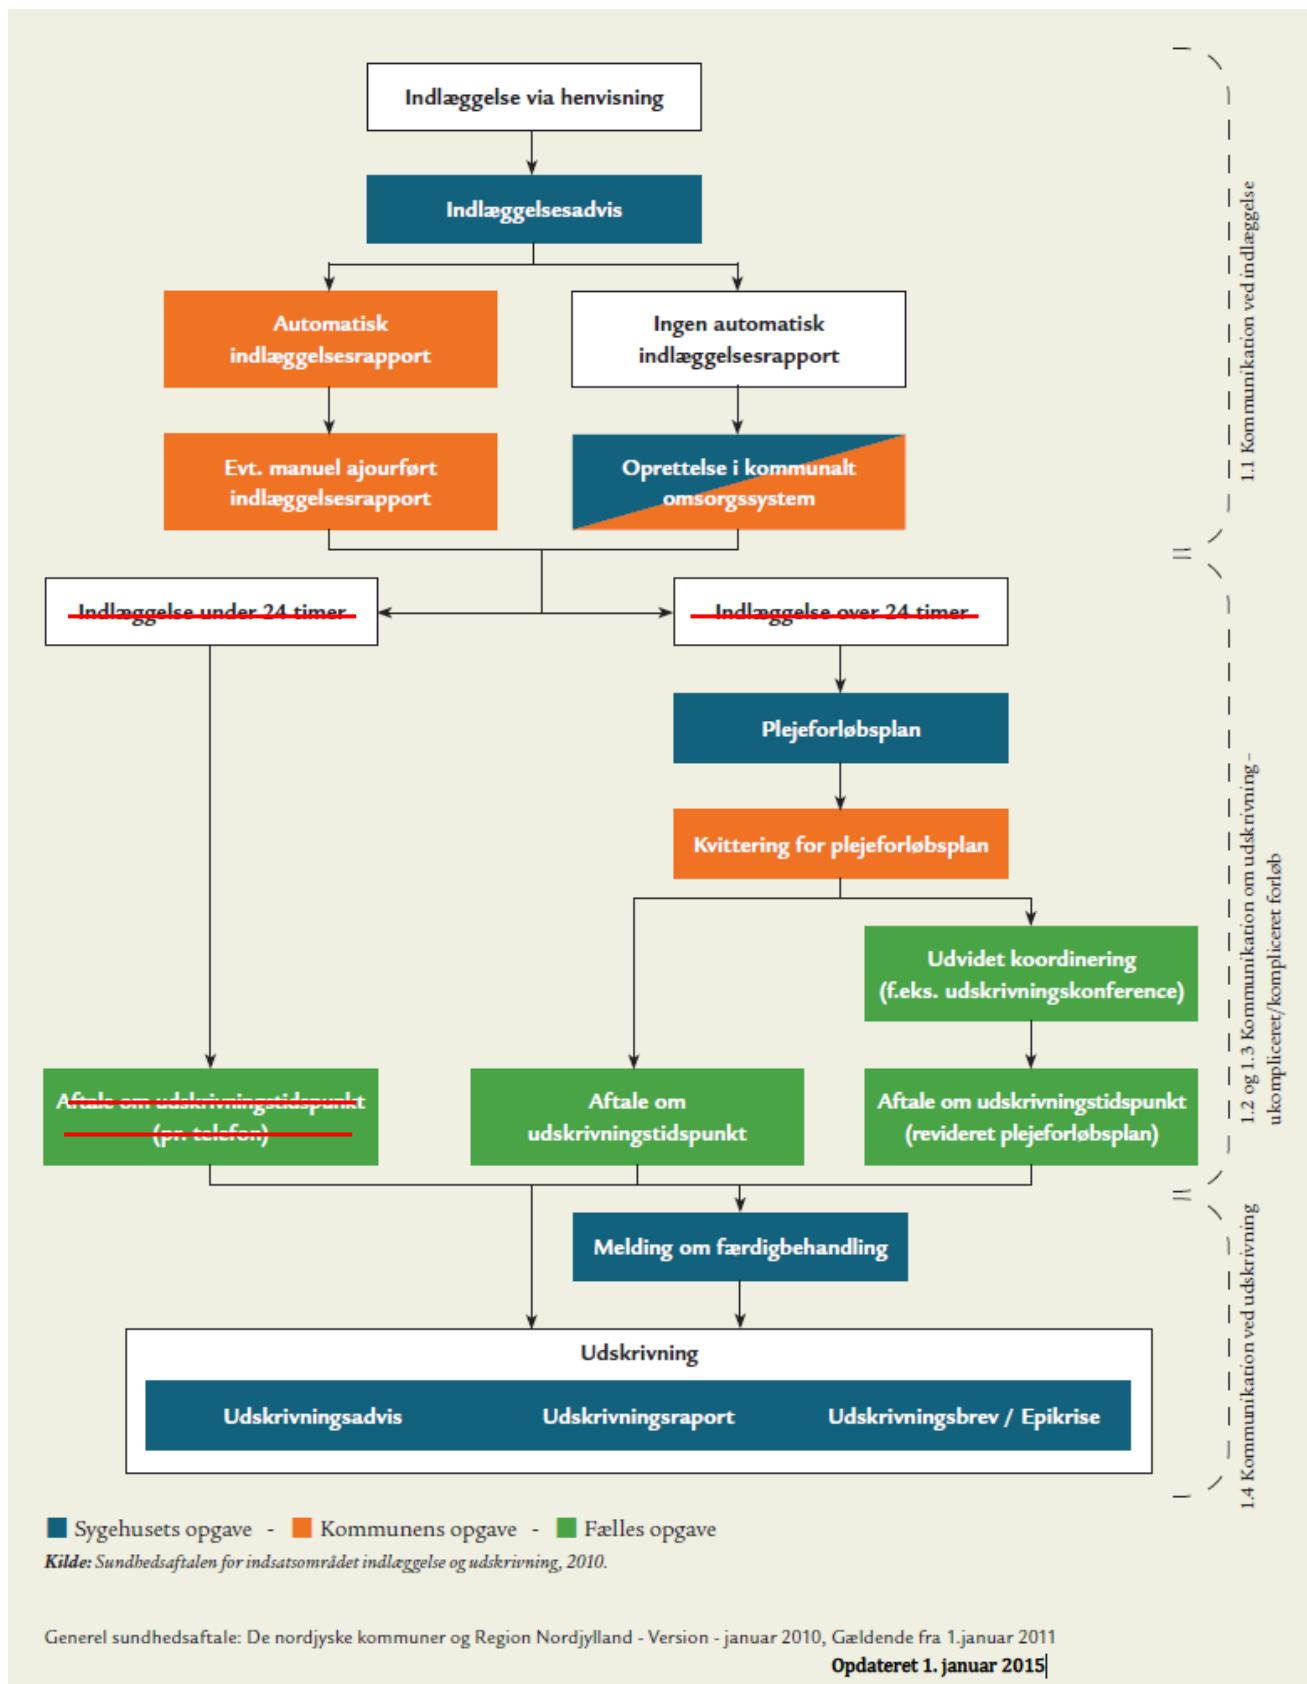 Indlæggelse via henvisning
Indlæggelsesadvis
Automatisk
indlæggelsesrapport
Ingen automatisk
indlæggelsesrapport
Evt. manuel ajourført
indlæggelsesrapport
Oprettelse i kommunalt
omsorgssystem
1.1 Kommunikation ved indlæggelse
Indlæggelse under 24 timer
Indlæggelse over 24 timer
Plejeforløbsplan
Kvittering for plejeforløbsplan
Udvidet koordinering
(f.eks. udskrivningskonference)
Aftale om udskrivningstidspunkt
(pr. telefon)
Aftale om
udskrivningstidspunkt
Aftale om udskrivningstidspunkt
(revideret plejeforløbsplan)
1.2 og 1.3 Kommunikation om udskrivning –
ukompliceret/kompliceret forløb
Melding om færdigbehandling
Udskrivning
Udskrivningsadvis
Udskrivningsraport
Udskrivningsbrev / Epikrise
1.4 Kommunikation ved udskrivning
Sygehusets opgave - Kommunens opgave - Fælles opgave
Kilde: Sundhedsaftalen for indsatsområdet indlæggelse og udskrivning, 2010.
Generel sundhedsaftale: De nordjyske kommuner og Region Nordjylland - Version - januar 2010, Gældende fra 1.januar 2011
Opdateret 1. januar 2015